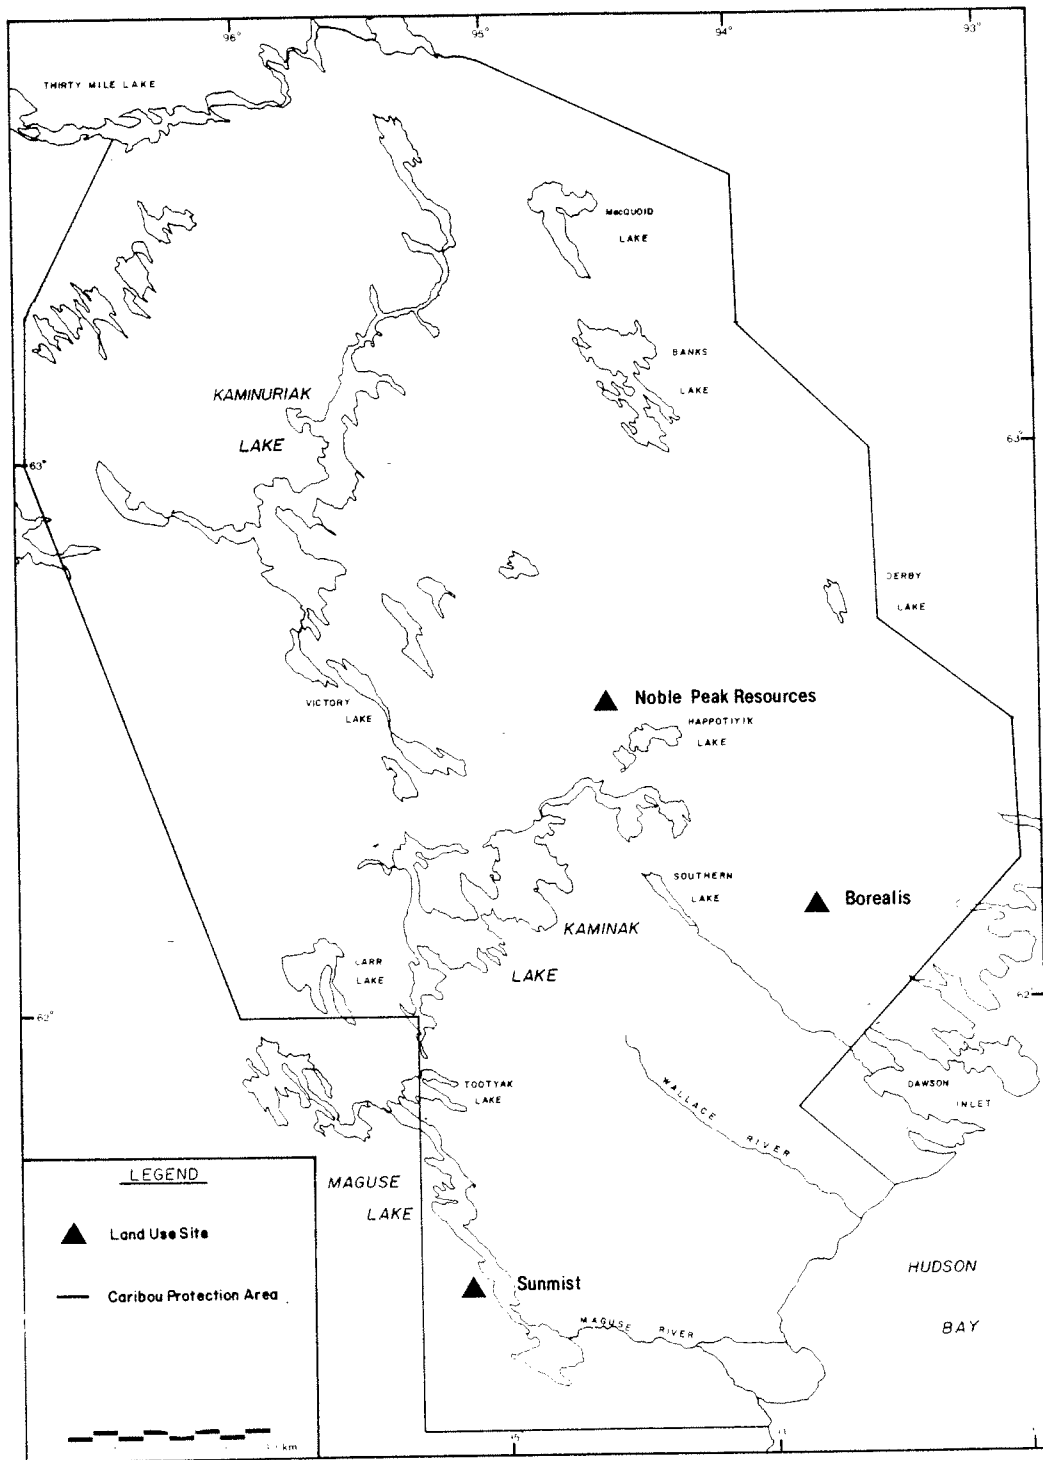 96°
95°
94°
93°
THIRTY MILE LAKE
MacQUOID
LAKE
BANKS
LAKE
KAMINURIAK
LAKE
63°
63°
DERBY
LAKE
Noble Peak Resources
VICTORY
LAKE
HAPPOTIYIK
LAKE
SOUTHERN
LAKE
Borealis
KAMINAK
LAKE
CARR
LAKE
62°
62°
TOOTYAK
LAKE
DAWSON
INLET
WALLACE RIVER
LEGEND
MAGUSE
LAKE
Land Use Site
HUDSON
BAY
Sunmist
Caribou Protection Area
MAGUSE RIVER
km